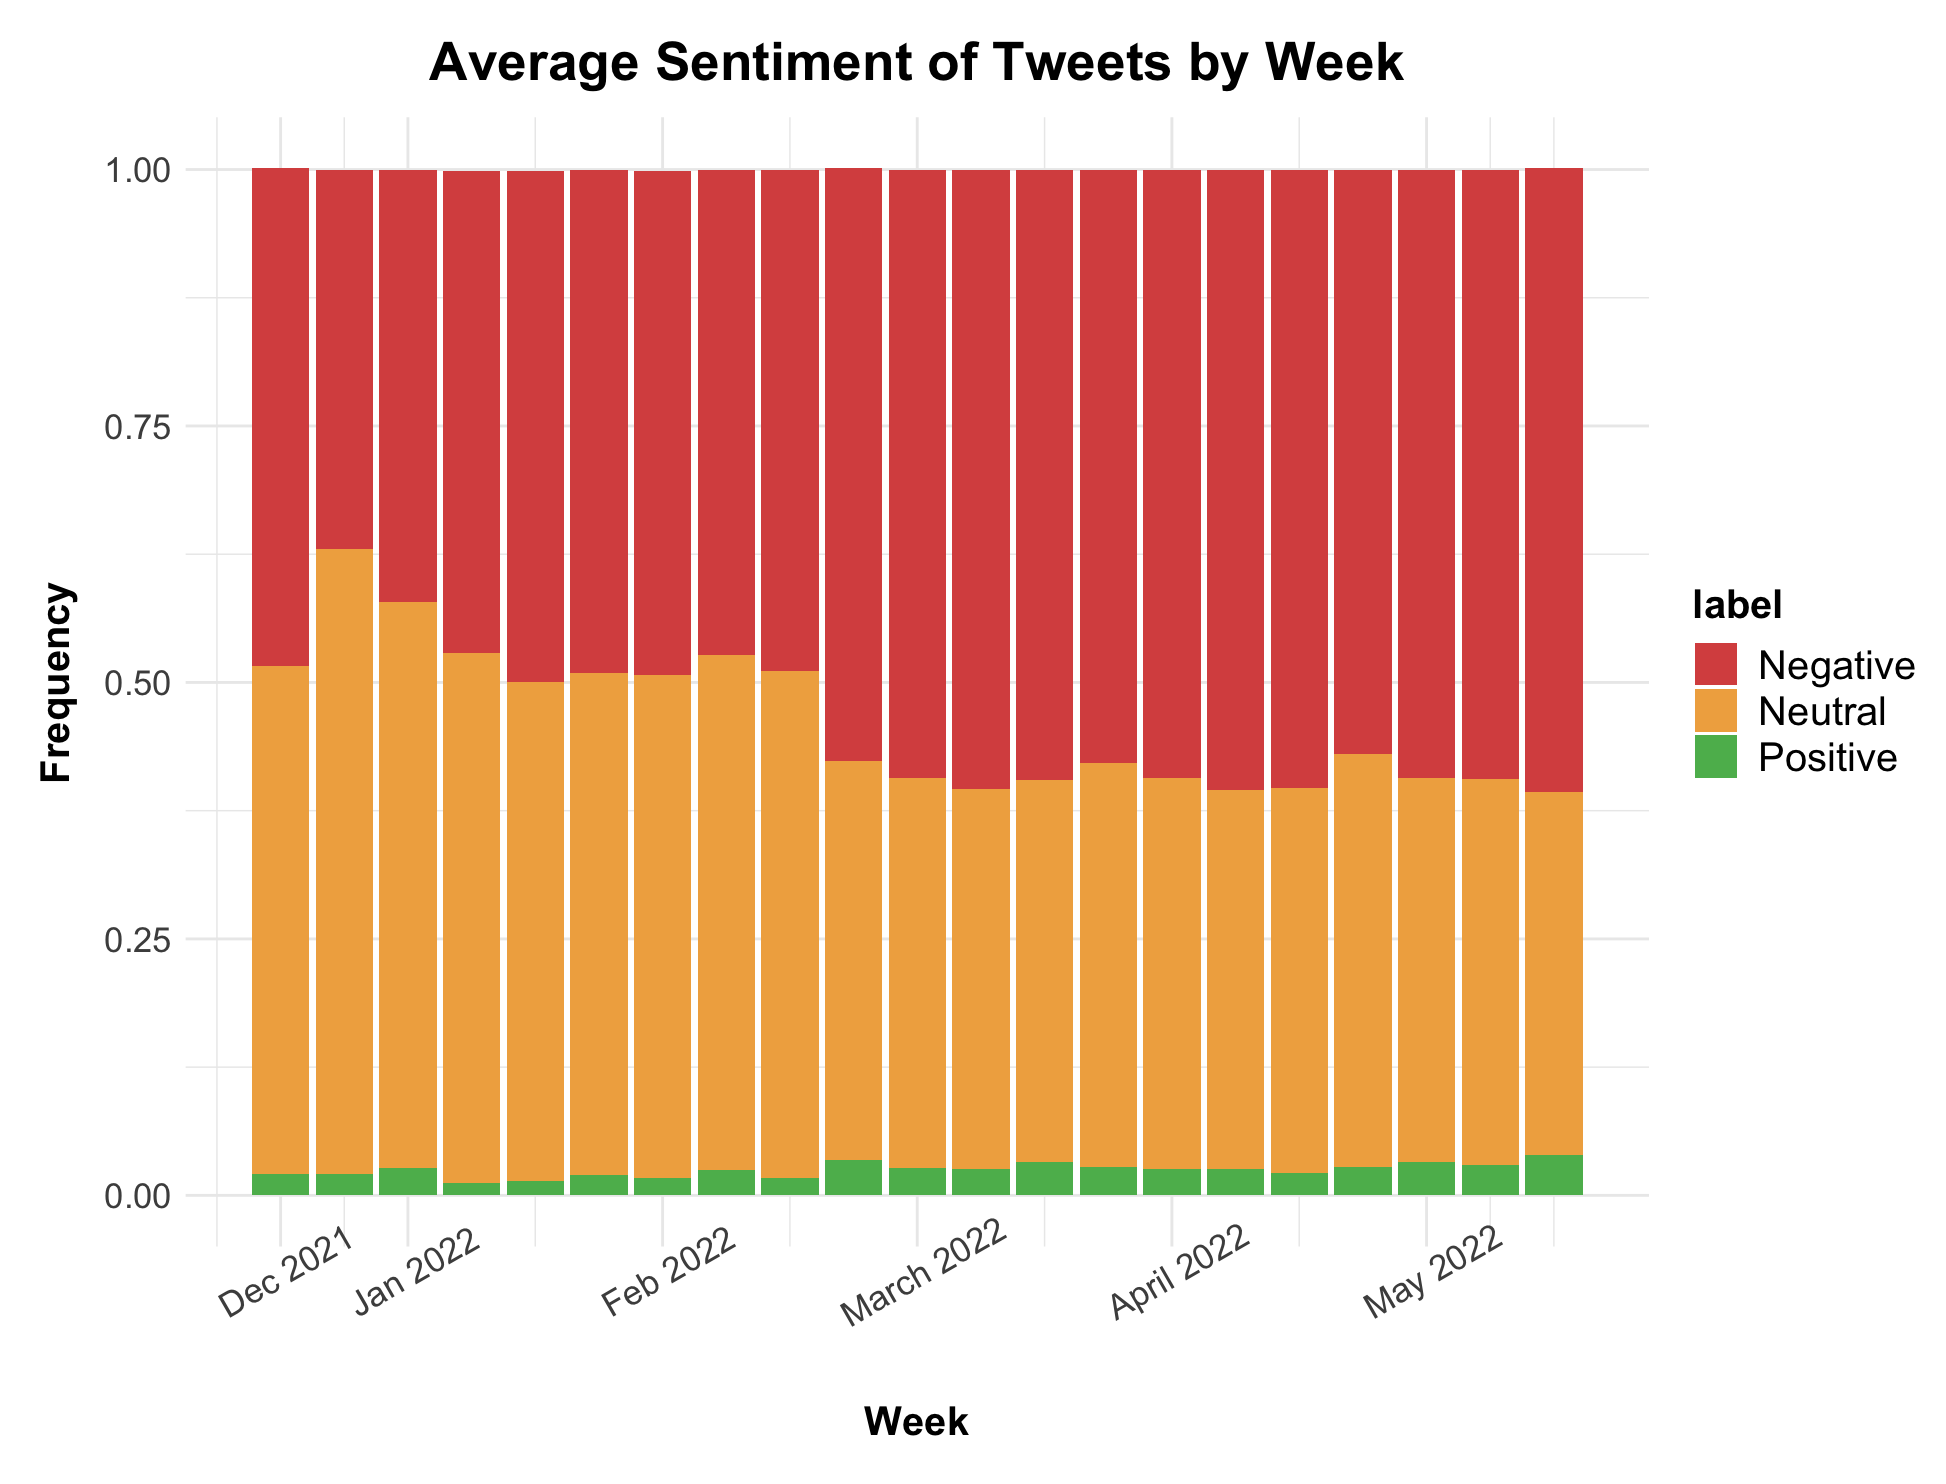 Average Sentiment of Tweets by Week
1.00
0.75
0.50
0.25
0.00
Frequency
Dec 2021
Jan 2022
Feb 2022
March 2022
April 2022
May 2022
Week
label
Negative
Neutral
Positive